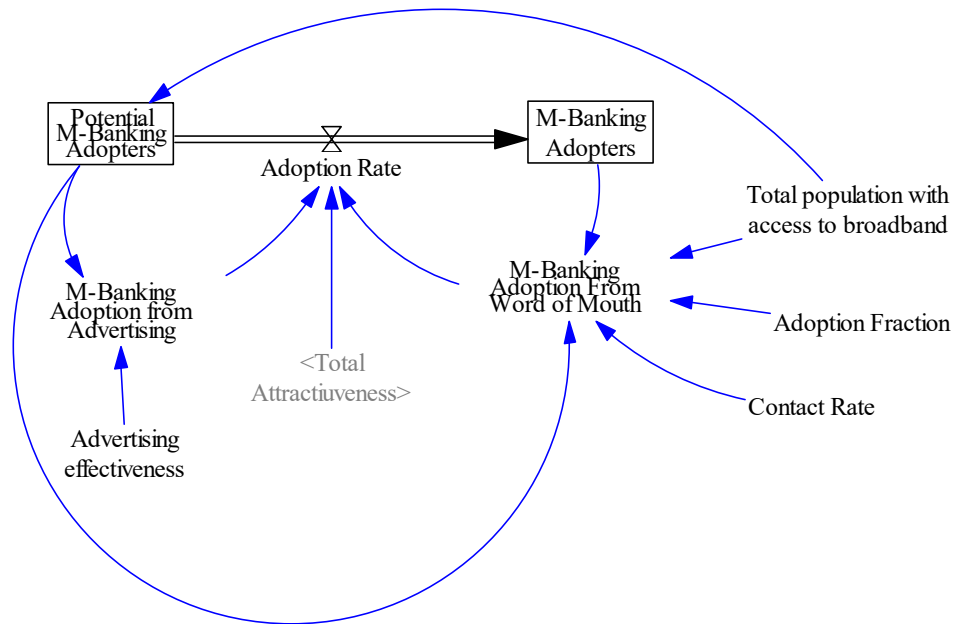 Potential
M-Banking
Adopters
M-Banking
Adopters
Adoption Rate
Total population with
access to broadband
M-Banking
Adoption From
Word of Mouth
M-Banking
Adoption from
Advertising
Adoption Fraction
<Total
Attractiuveness>
Contact Rate
Advertising
effectiveness